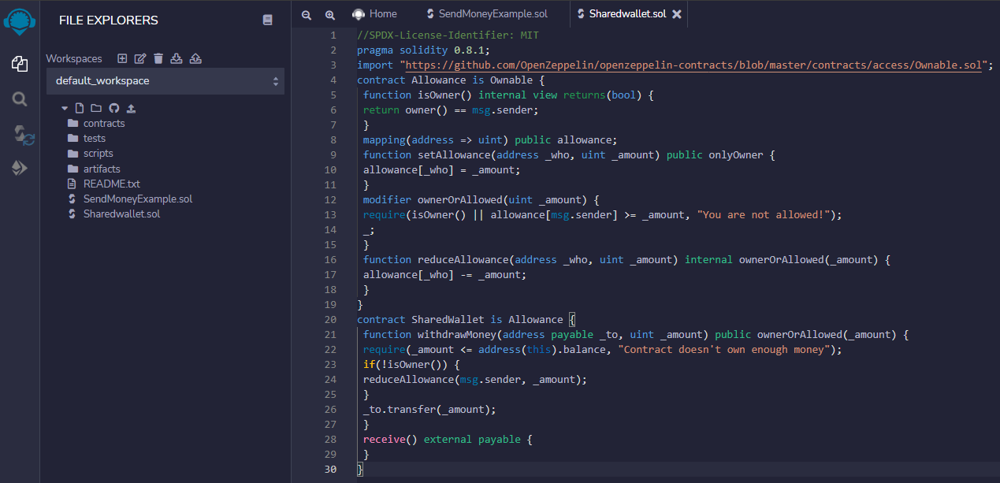 FILE EXPLORERS
Workspaces
default_workspace
contracts
tests
scripts
artifacts
README.txt
SendMoneyExample.sol
Sharedwallet.sol
Home
SendMoneyExample.sol
Sharedwallet.sol
1 //SPDX-License-Identifier: MIT
2 pragma solidity 0.8.1;
3 import "https://github.com/OpenZeppelin/openzeppelin-contracts/blob/master/contracts/access/Ownable.sol";
4 contract Allowance is Ownable {
5 function isOwner() internal view returns(bool) {
6 return owner() == msg.sender;
7 }
8 mapping(address => uint) public allowance;
9 function setAllowance(address _who, uint _amount) public onlyOwner {
10 allowance[_who] = _amount;
11 }
12 modifier ownerOrAllowed(uint _amount) {
13 require(isOwner() || allowance[msg.sender] >= _amount, "You are not allowed!");
14 _;
15 }
16 function reduceAllowance(address _who, uint _amount) internal ownerOrAllowed(_amount) {
17 allowance[_who] -= _amount;
18 }
19 }
20 contract SharedWallet is Allowance {
21 function withdrawMoney(address payable _to, uint _amount) public ownerOrAllowed(_amount) {
22 require(_amount <= address(this).balance, "Contract doesn't own enough money");
23 if(!isOwner()) {
24 reduceAllowance(msg.sender, _amount);
25 }
26 _to.transfer(_amount);
27 }
28 receive() external payable {
29 }
30 }